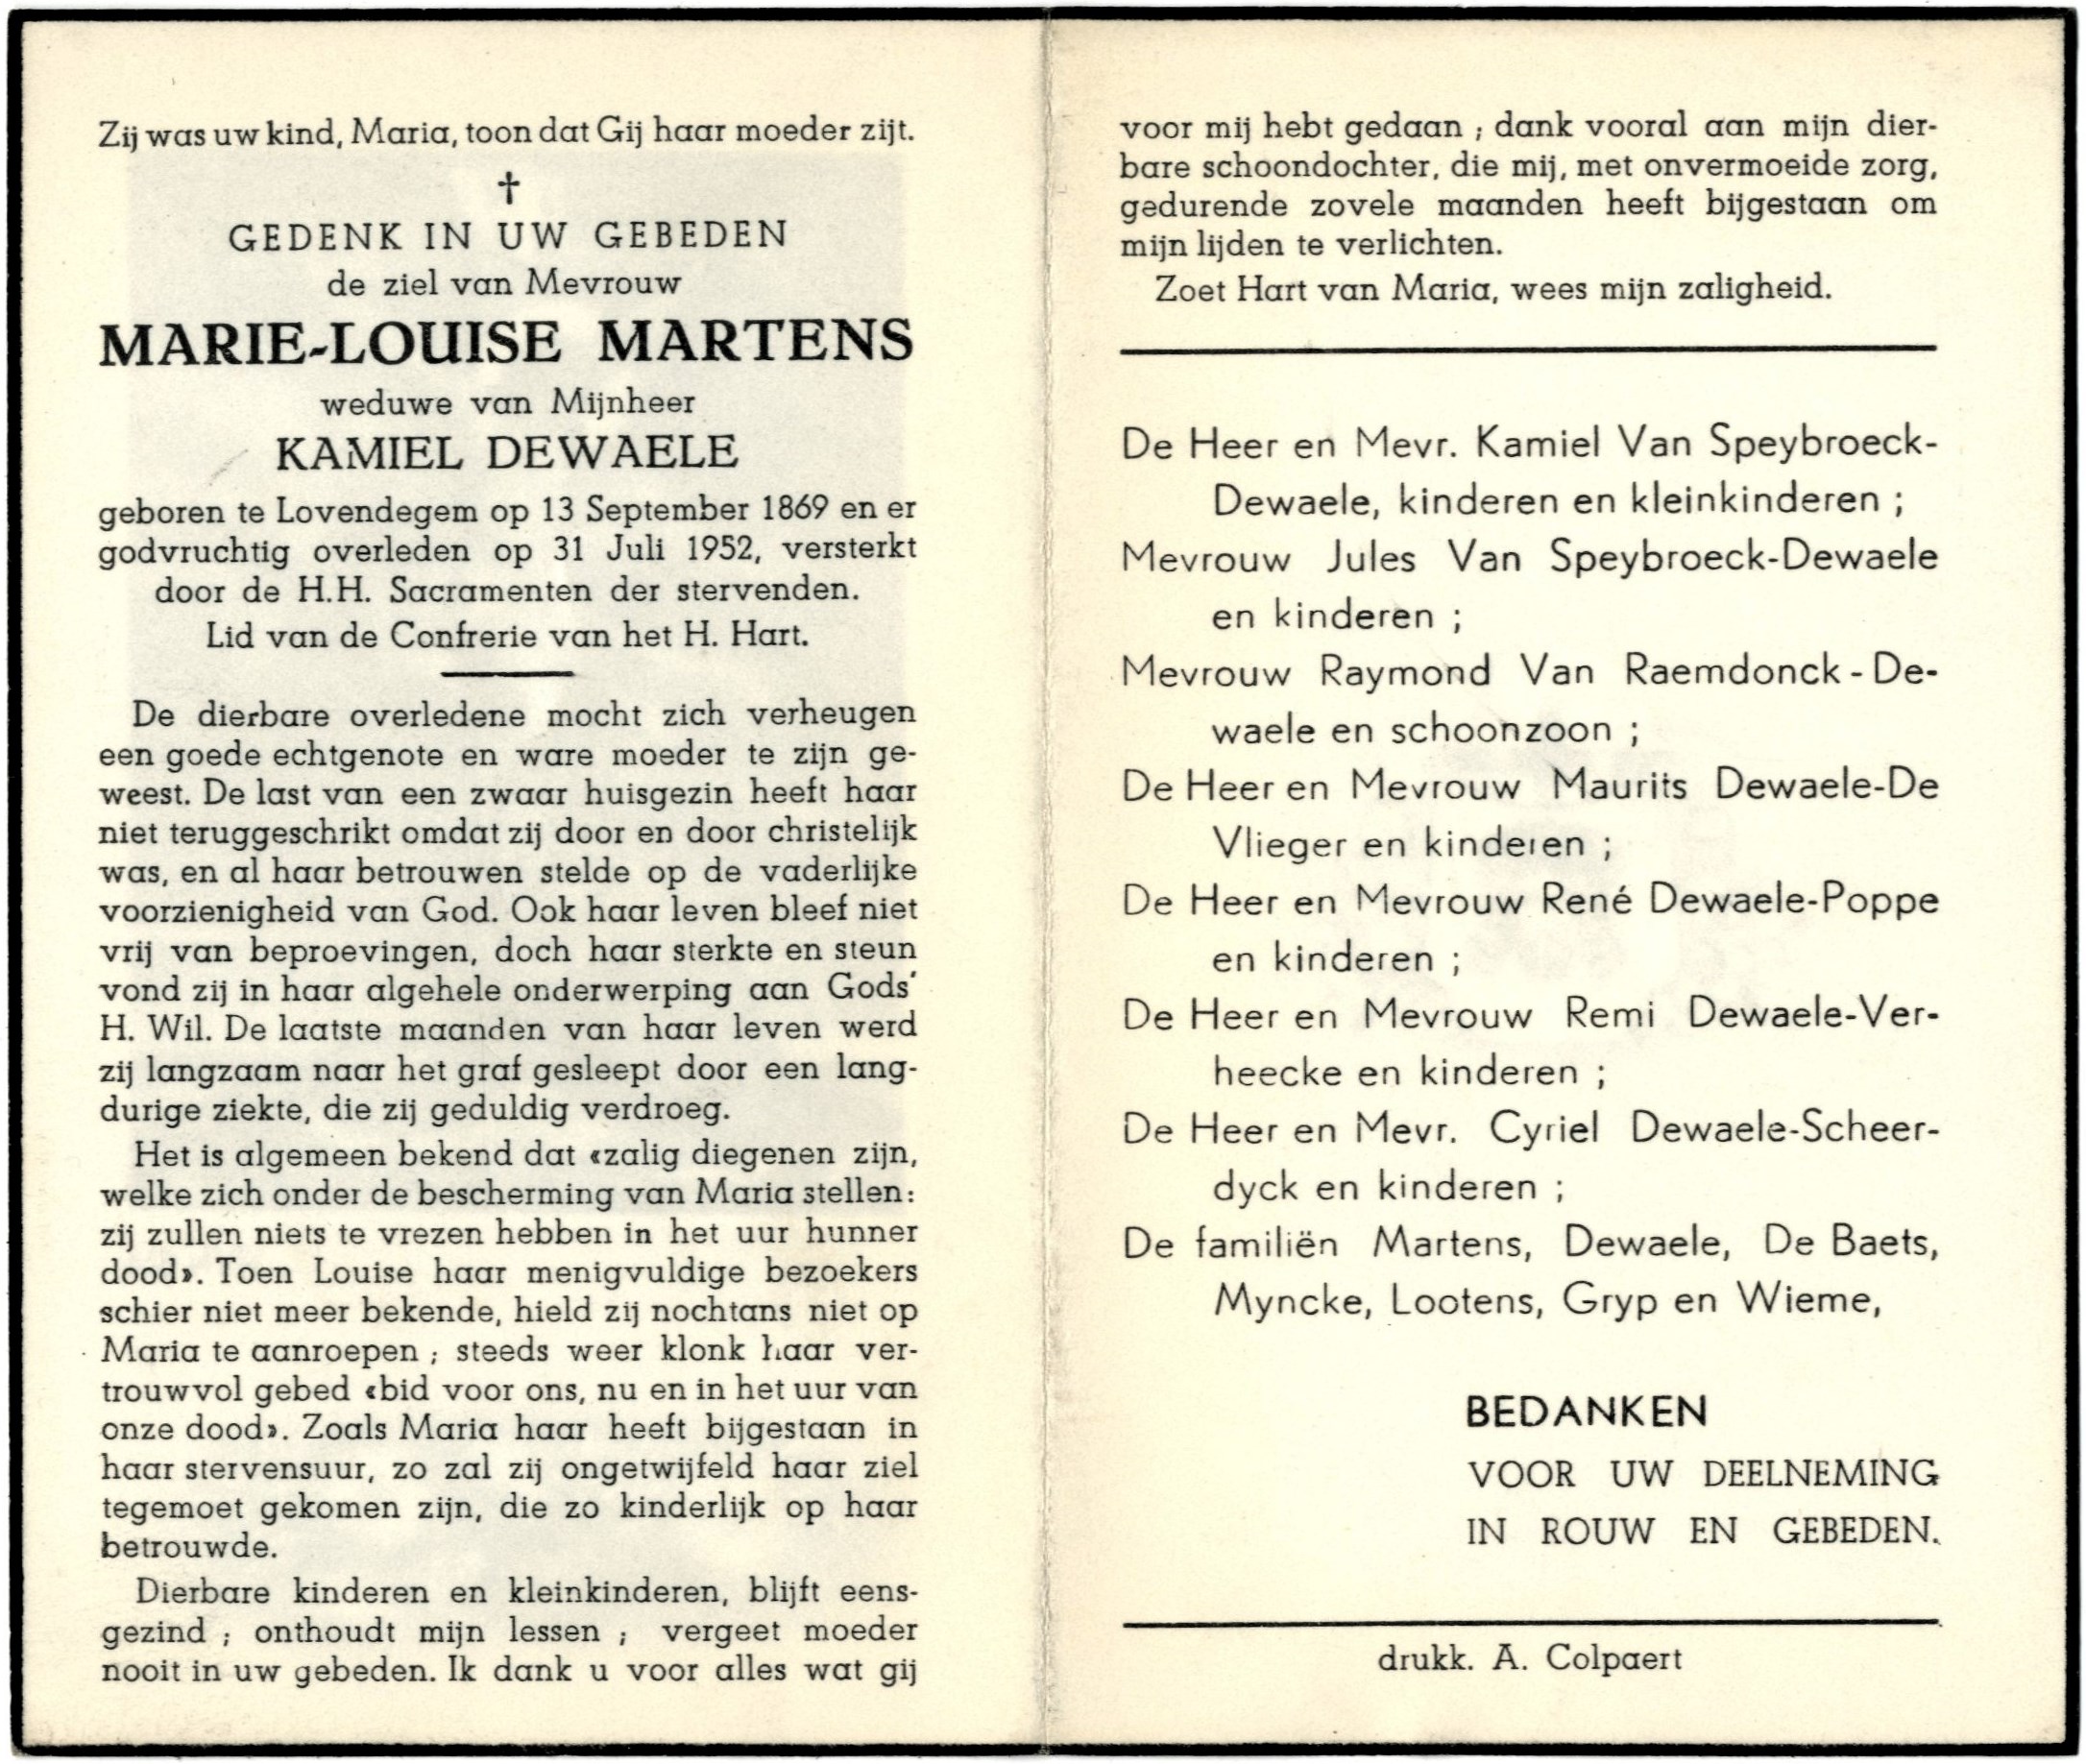 Zij was uw kind, Maria, toon dat Gij haar moeder zijt.
†
GEDENK IN UW GEBEDEN
de ziel van Mevrouw
MARIE-LOUISE MARTENS
weduwe van Mijnheer
KAMIEL DEWAELE
geboren te Lovendegem op 13 September 1869 en er
godvruchtig overleden op 31 Juli 1952, versterkt
door de H.H. Sacramenten der stervenden.
Lid van de Confrerie van het H. Hart.
De dierbare overledene mocht zich verheugen
een goede echtgenote en ware moeder te zijn ge-
weest. De last van een zwaar huisgezin heeft haar
niet teruggeschrikt omdat zij door en door christelijk
was, en al haar betrouwen stelde op de vaderlijke
voorzienigheid van God. Ook haar leven bleef niet
vrij van beproevingen, doch haar sterkte en steun
vond zij in haar algehele onderwerping aan Gods'
H. Wil. De laatste maanden van haar leven werd
zij langzaam naar het graf gesleept door een lang-
durige ziekte, die zij geduldig verdroeg.
Het is algemeen bekend dat «zalig diegenen zijn,
welke zich onder de bescherming van Maria stellen:
zij zullen niets te vrezen hebben in het uur hunner
dood». Toen Louise haar menigvuldige bezoekers
schier niet meer bekende, hield zij nochtans niet op
Maria te aanroepen ; steeds weer klonk haar ver-
trouwvol gebed «bid voor ons, nu en in het uur van
onze dood». Zoals Maria haar heeft bijgestaan in
haar stervensuur, zo zal zij ongetwijfeld haar ziel
tegemoet gekomen zijn, die zo kinderlijk op haar
betrouwde.
Dierbare kinderen en kleinkinderen, blijft eens-
gezind ; onthoudt mijn lessen ; vergeet moeder
nooit in uw gebeden. Ik dank u voor alles wat gij
voor mij hebt gedaan ; dank vooral aan mijn dier-
bare schoondochter, die mij, met onvermoeide zorg,
gedurende zovele maanden heeft bijgestaan om
mijn lijden te verlichten.
Zoet Hart van Maria, wees mijn zaligheid.
De Heer en Mevr. Kamiel Van Speybroeck-
Dewaele, kinderen en kleinkinderen ;
Mevrouw Jules Van Speybroeck-Dewaele
en kinderen ;
Mevrouw Raymond Van Raemdonck - De-
waele en schoonzoon ;
De Heer en Mevrouw Maurits Dewaele-De
Vlieger en kinderen ;
De Heer en Mevrouw René Dewaele-Poppe
en kinderen ;
De Heer en Mevrouw Remi Dewaele-Ver-
heecke en kinderen ;
De Heer en Mevr. Cyriel Dewaele-Scheer-
dyck en kinderen ;
De familiën Martens, Dewaele, De Baets,
Myncke, Lootens, Gryp en Wieme,
BEDANKEN
VOOR UW DEELNEMING
IN ROUW EN GEBEDEN.
drukk. A. Colpaert